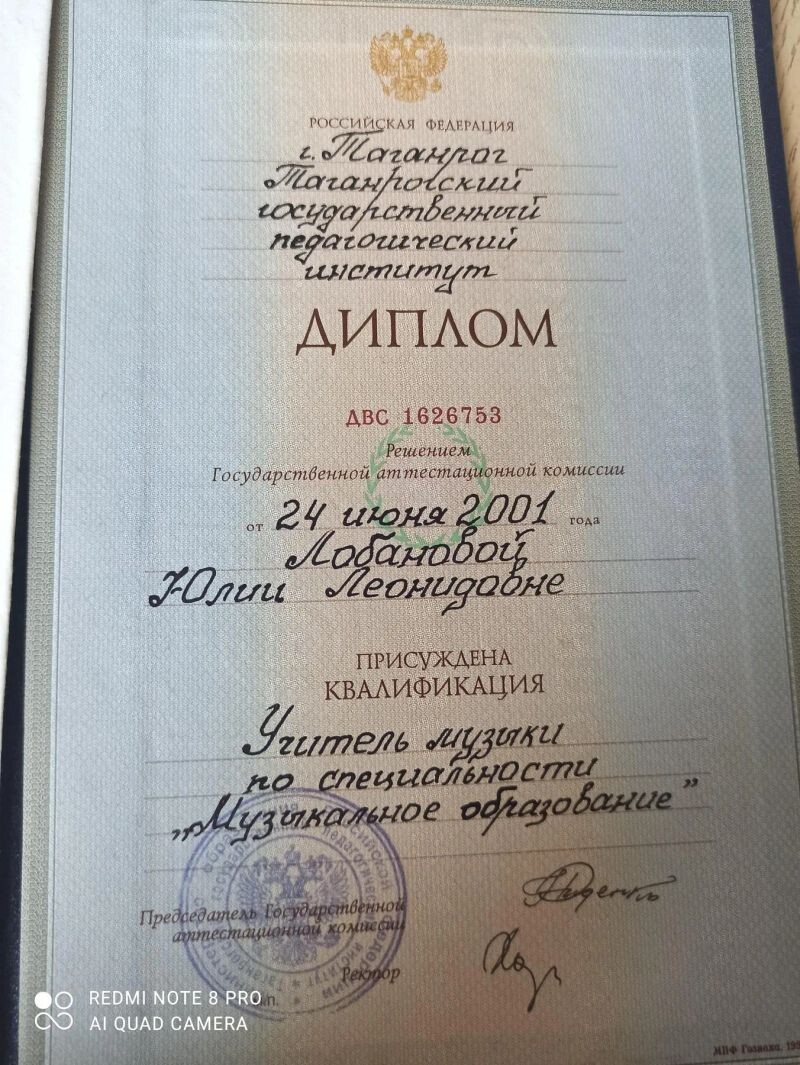 РОССИЙСКАЯ ФЕДЕРАЦИЯ
г. Таганрог
Таганрогский
государственный
педагогический
институт
ДИПЛОМ
ДВС 1626753
Решением
Государственной аттестационной комиссии
от 24 июня 2001 года
Лобановой
Юлии Леонидовне
ПРИСУЖДЕНА
КВАЛИФИКАЦИЯ
Учитель музыки
по специальности
„Музыкальное образование”
Председатель Государственной
аттестационной комиссии
Ректор
МПФ Гознака.
REDMI NOTE 8 PRO
AI QUAD CAMERA